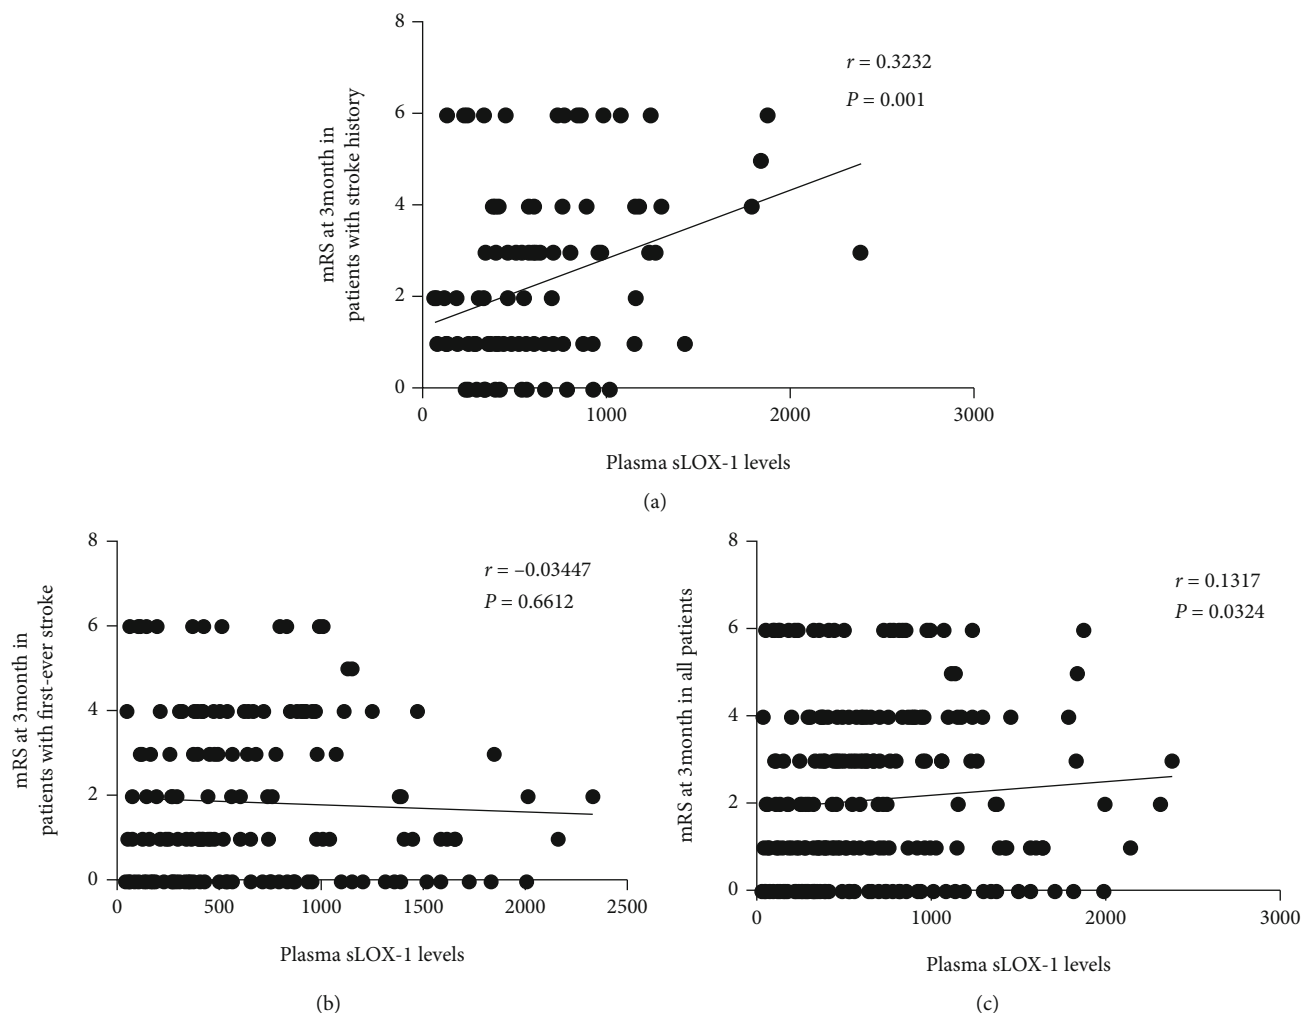 8
6
4
2
0
mRS at 3month in
patients with stroke history
r = 0.3232
P = 0.001
0
1000
2000
3000
Plasma sLOX-1 levels
(a)
8
6
4
2
0
mRS at 3month in
patients with first-ever stroke
r = –0.03447
P = 0.6612
0
500
1000
1500
2000
2500
Plasma sLOX-1 levels
(b)
8
6
4
2
0
mRS at 3month in all patients
r = 0.1317
P = 0.0324
0
1000
2000
3000
Plasma sLOX-1 levels
(c)